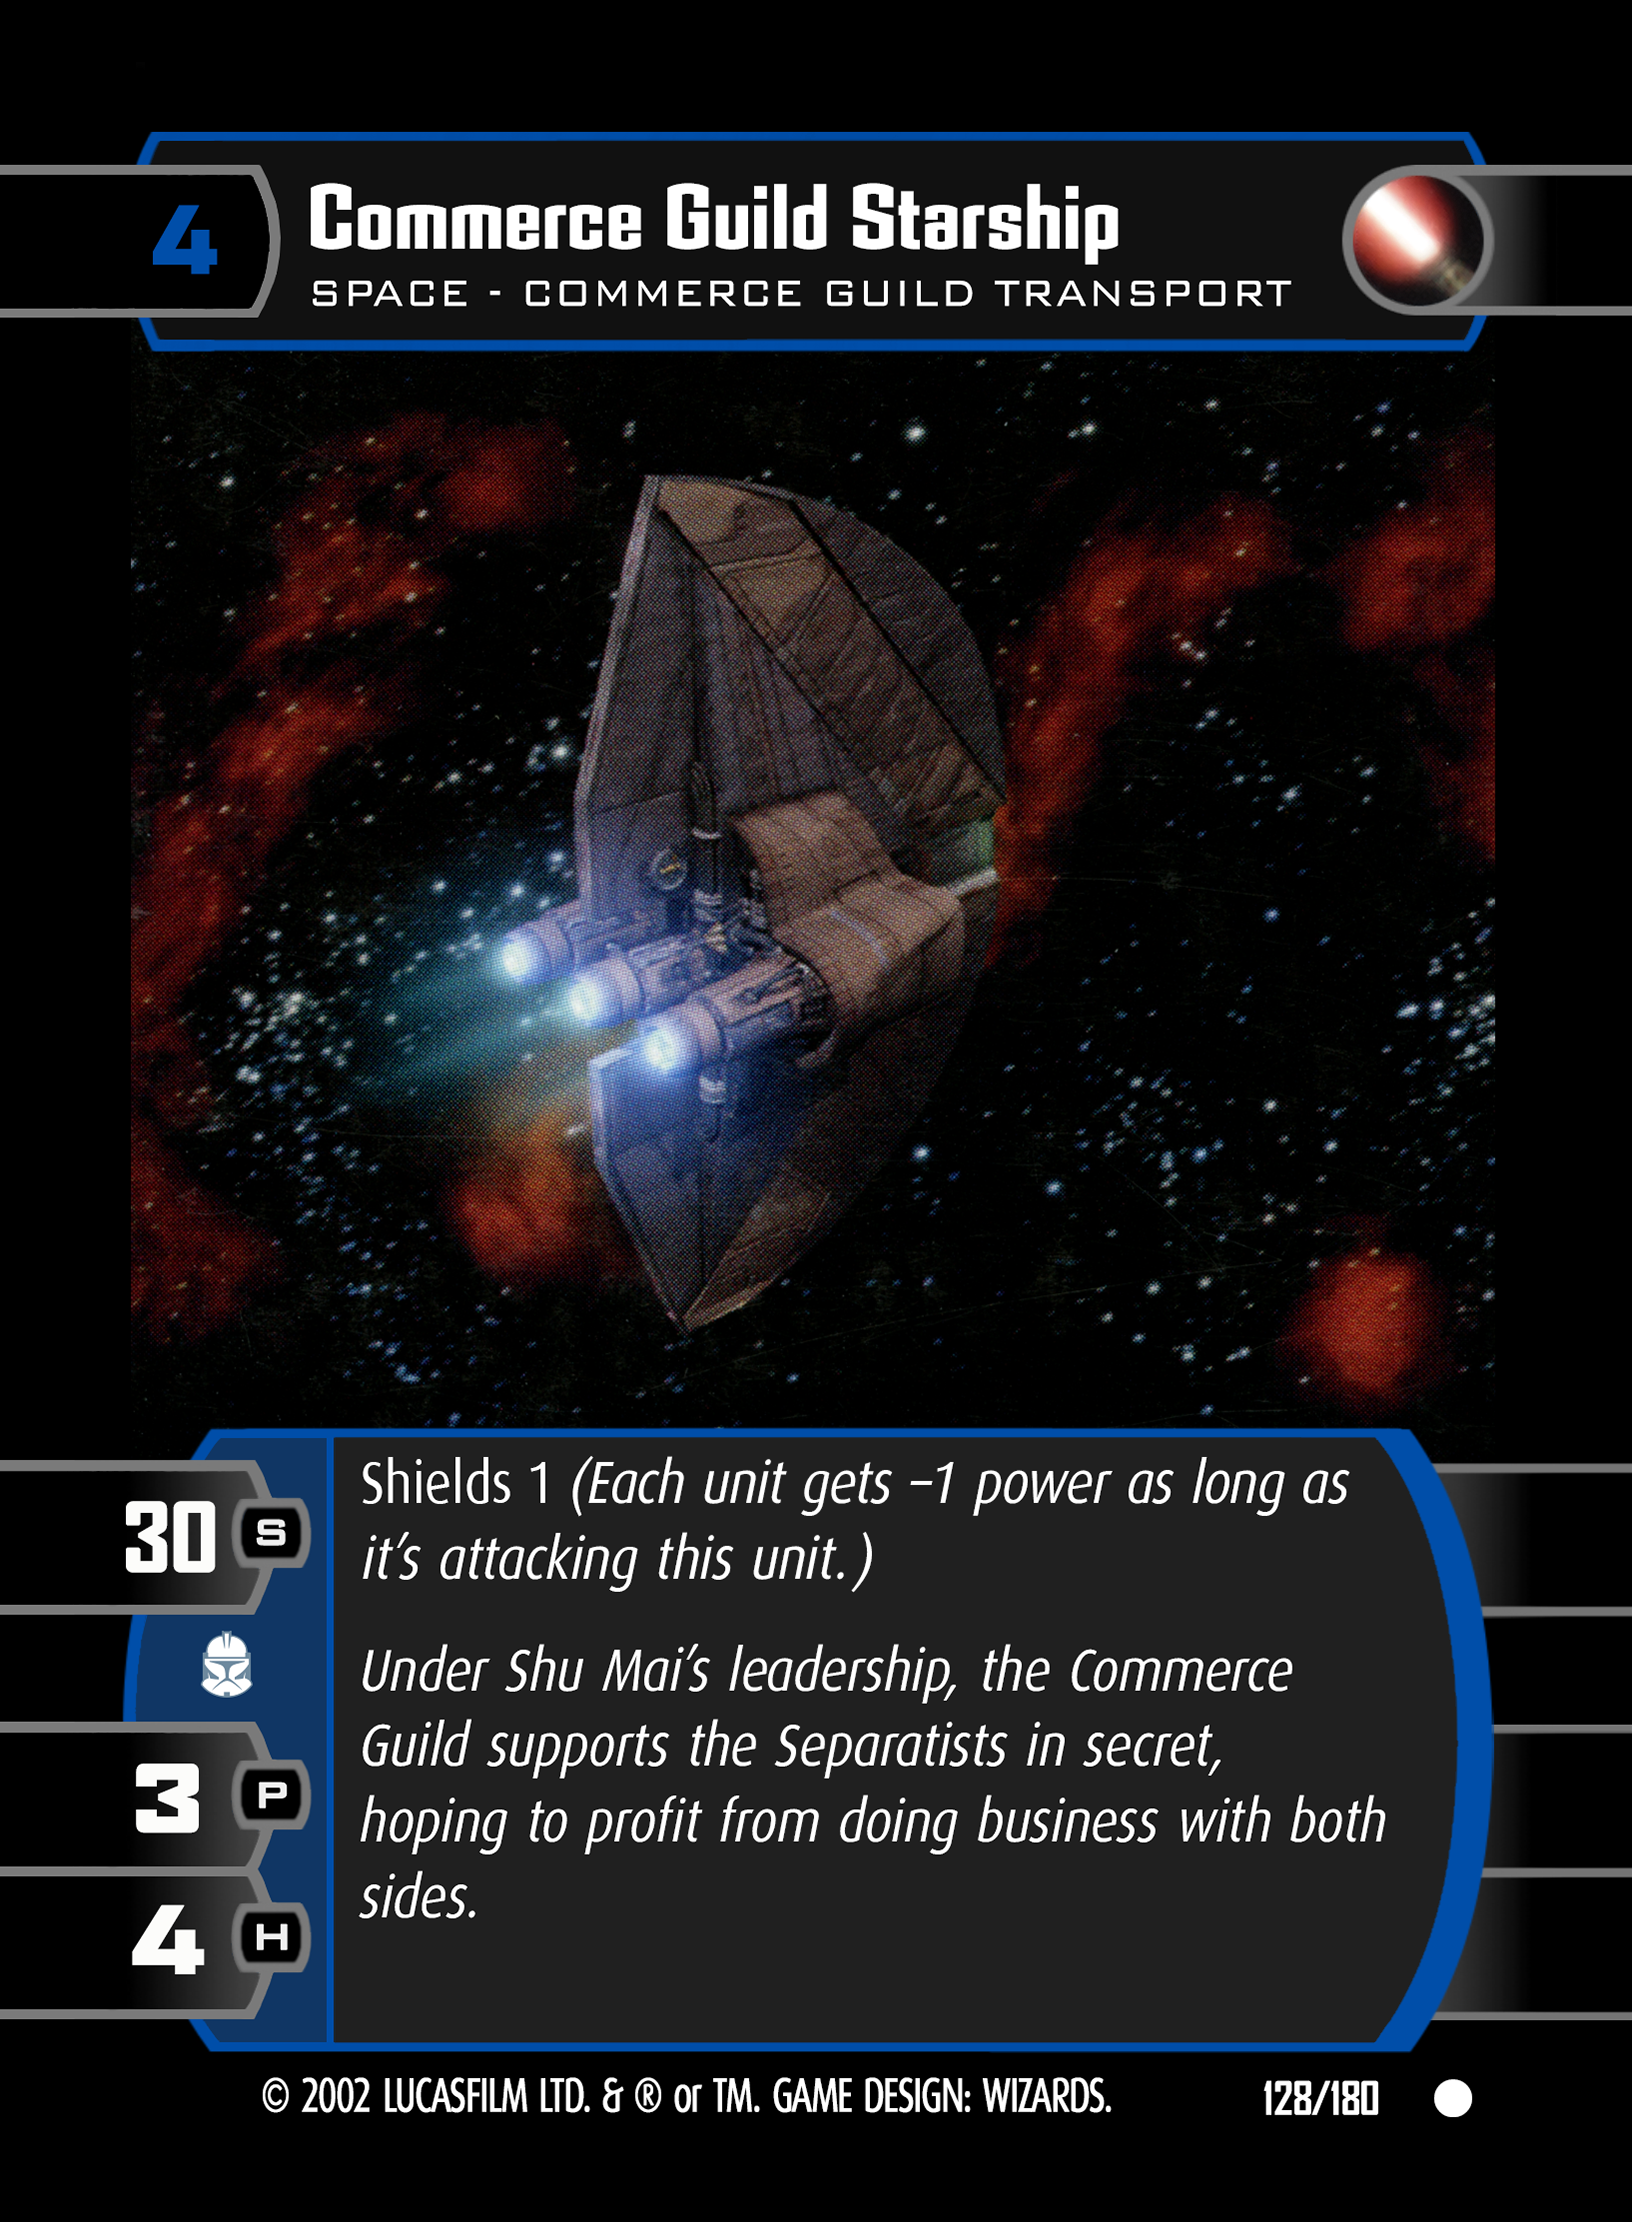 4
Commerce Guild Starship
SPACE - COMMERCE GUILD TRANSPORT
30 S
Shields 1 (Each unit gets –1 power as long as
it's attacking this unit.)
Under Shu Mai's leadership, the Commerce
Guild supports the Separatists in secret,
hoping to profit from doing business with both
sides.
3 P
4 H
© 2002 LUCASFILM LTD. & ® or TM. GAME DESIGN: WIZARDS.
128/180